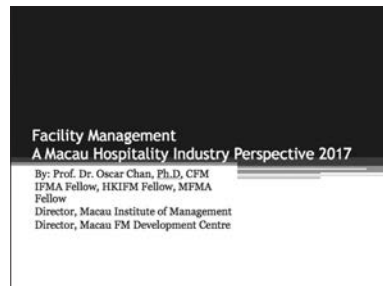 Facility Management
A Macau Hospitality Industry Perspective 2017
By: Prof. Dr. Oscar Chan, Ph.D, CFM
IFMA Fellow, HKIFM Fellow, MFMA
Fellow
Director, Macau Institute of Management
Director, Macau FM Development Centre